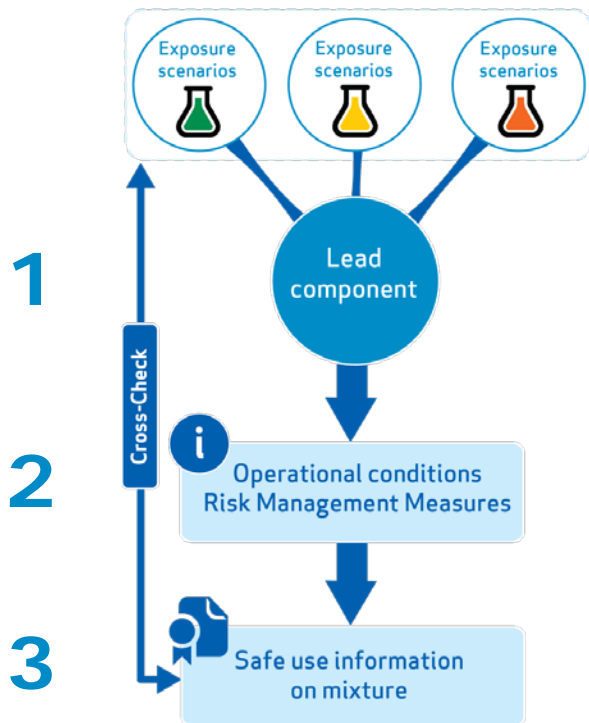 Exposure
scenarios
Exposure
scenarios
Exposure
scenarios
1
Lead
component
Cross-Check
2
i
Operational conditions
Risk Management Measures
3
Safe use information
on mixture